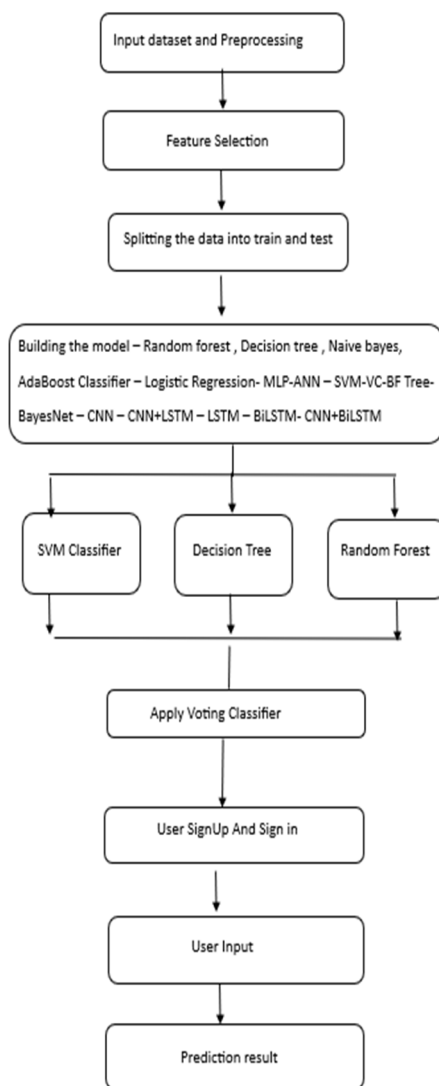 Input dataset and Preprocessing
Feature Selection
Splitting the data into train and test
Building the model – Random forest , Decision tree , Naive bayes,
AdaBoost Classifier – Logistic Regression- MLP-ANN – SVM-VC-BF Tree-
BayesNet – CNN – CNN+LSTM – LSTM – BiLSTM- CNN+BiLSTM
SVM Classifier
Decision Tree
Random Forest
Apply Voting Classifier
User SignUp And Sign in
User Input
Prediction result